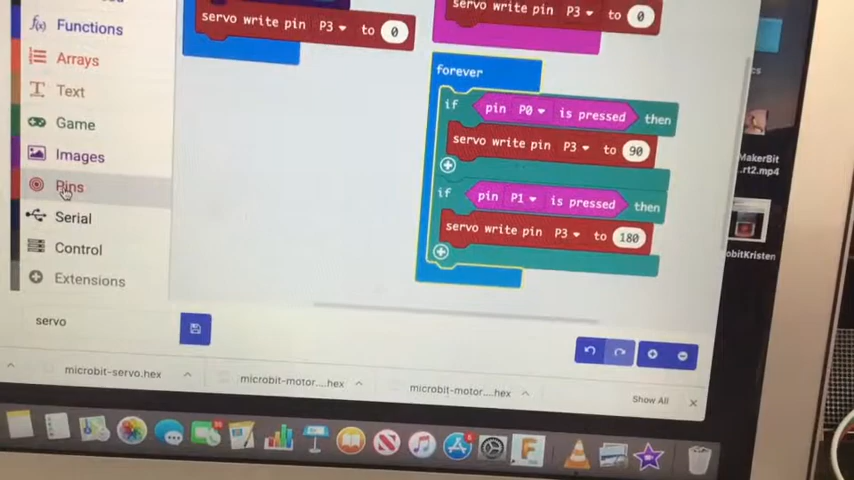 Functions
Arrays
Text
Game
Images
Pins
Serial
Control
Extensions
servo
servo write pin P3 to 0
servo write pin P3 to 0
forever
if pin P0 is pressed then
servo write pin P3 to 90
if pin P1 is pressed then
servo write pin P3 to 180
MakerBit
.rt2.mp4
robitKristen
microbit-servo.hex
microbit-motor....hex
microbit-motor....hex
Show All